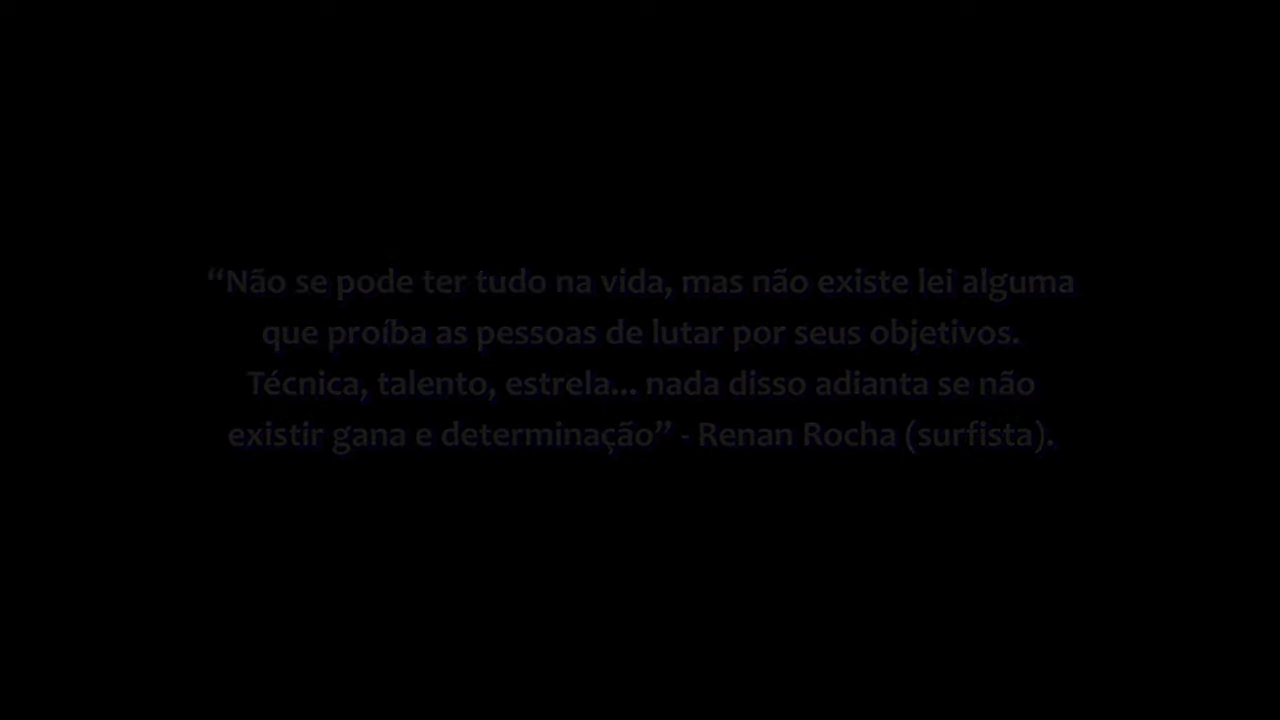 “Não se pode ter tudo na vida, mas não existe lei alguma
que proíba as pessoas de lutar por seus objetivos.
Técnica, talento, estrela... nada disso adianta se não
existir gana e determinação” - Renan Rocha (surfista).